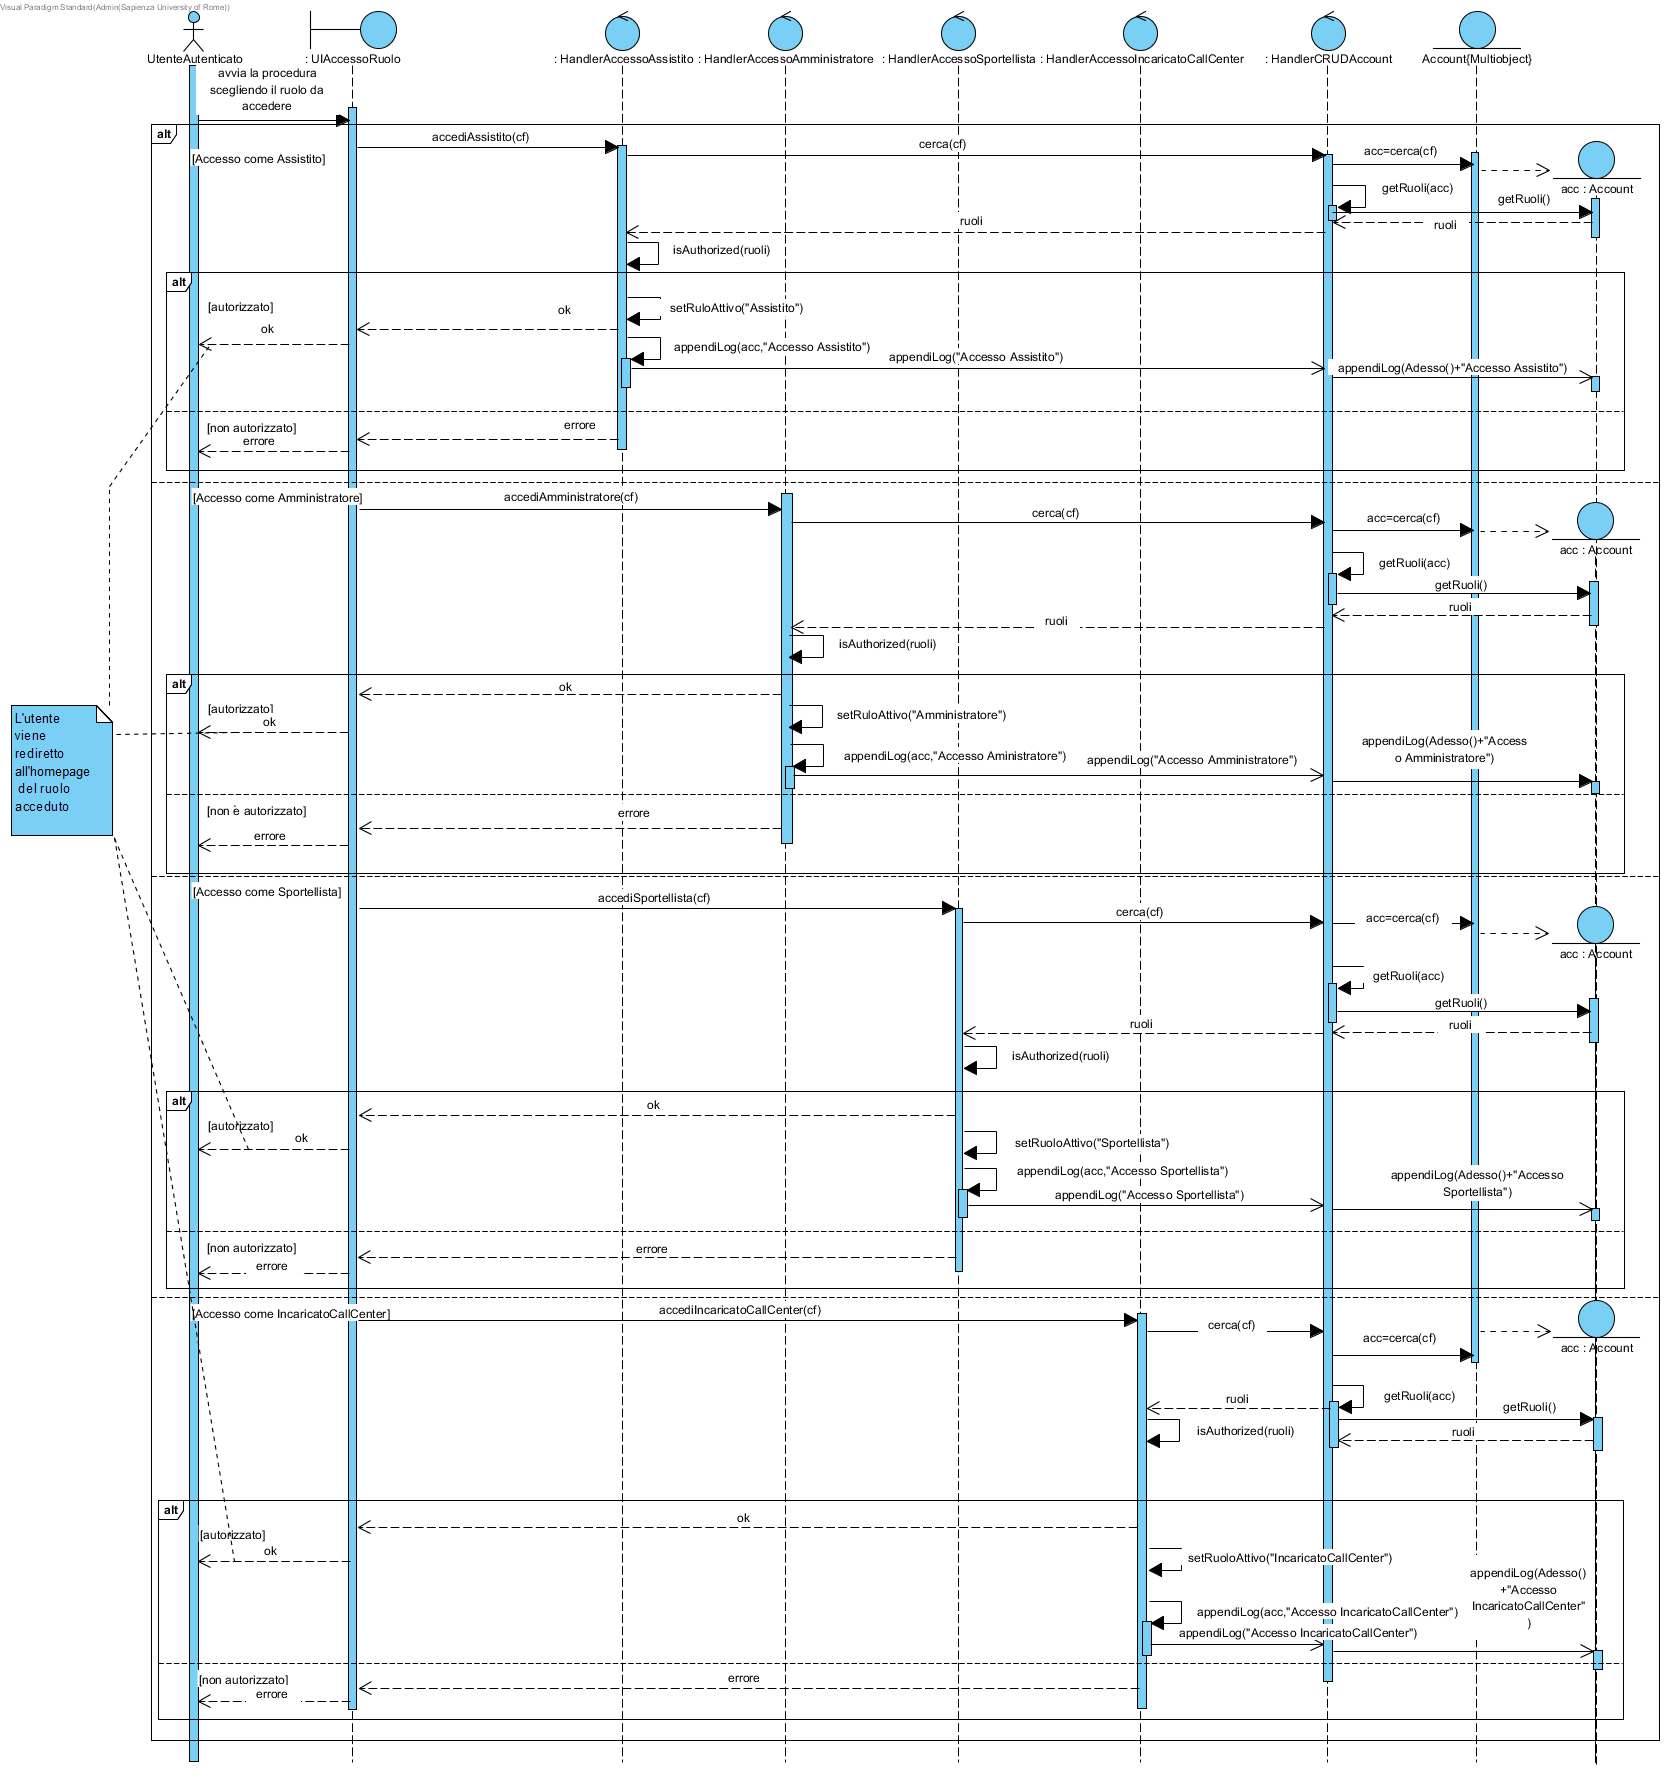 Visual Paradigm Standard(Admin(Sapienza University of Rome))
UtenteAutenticato
: UIAccessoRuolo
: HandlerAccessoAssistito
: HandlerAccessoAmministratore
: HandlerAccessoSportellista
: HandlerAccessoIncaricatoCallCenter
: HandlerCRUDAccount
Account{Multiobject}
avvia la procedura
scegliendo il ruolo da
accedere
alt
[Accesso come Assistito]
accediAssistito(cf)
cerca(cf)
acc=cerca(cf)
acc : Account
getRuoli(acc)
getRuoli()
ruoli
ruoli
isAuthorized(ruoli)
alt
[autorizzato]
ok
ok
setRuloAttivo("Assistito")
appendiLog(acc,"Accesso Assistito")
appendiLog("Accesso Assistito")
appendiLog(Adesso()+"Accesso Assistito")
[non autorizzato]
errore
errore
[Accesso come Amministratore]
accediAmministratore(cf)
cerca(cf)
acc=cerca(cf)
acc : Account
getRuoli(acc)
getRuoli()
ruoli
ruoli
isAuthorized(ruoli)
alt
ok
[autorizzato]
ok
setRuloAttivo("Amministratore")
appendiLog(acc,"Accesso Aministratore")
appendiLog("Accesso Amministratore")
appendiLog(Adesso()+"Access
o Amministratore")
L'utente
viene
rediretto
all'homepage
del ruolo
acceduto
[non è autorizzato]
errore
errore
[Accesso come Sportellista]
accediSportellista(cf)
cerca(cf)
acc=cerca(cf)
acc : Account
getRuoli(acc)
getRuoli()
ruoli
ruoli
isAuthorized(ruoli)
alt
ok
[autorizzato]
ok
setRuoloAttivo("Sportellista")
appendiLog(acc,"Accesso Sportellista")
appendiLog("Accesso Sportellista")
appendiLog(Adesso()+"Accesso
Sportellista")
[non autorizzato]
errore
errore
[Accesso come IncaricatoCallCenter]
accediIncaricatoCallCenter(cf)
cerca(cf)
acc=cerca(cf)
acc : Account
getRuoli(acc)
ruoli
getRuoli()
ruoli
isAuthorized(ruoli)
alt
ok
[autorizzato]
ok
setRuoloAttivo("IncaricatoCallCenter")
appendiLog(acc,"Accesso IncaricatoCallCenter")
appendiLog("Accesso IncaricatoCallCenter")
appendiLog(Adesso()
+"Accesso
IncaricatoCallCenter"
)
[non autorizzato]
errore
errore